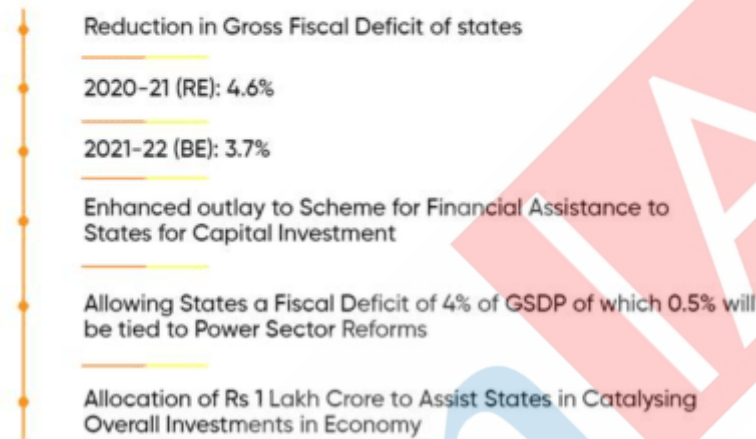 Reduction in Gross Fiscal Deficit of states
2020-21 (RE): 4.6%
2021-22 (BE): 3.7%
Enhanced outlay to Scheme for Financial Assistance to
States for Capital Investment
Allowing States a Fiscal Deficit of 4% of GSDP of which 0.5% will
be tied to Power Sector Reforms
Allocation of Rs 1 Lakh Crore to Assist States in Catalysing
Overall Investments in Economy